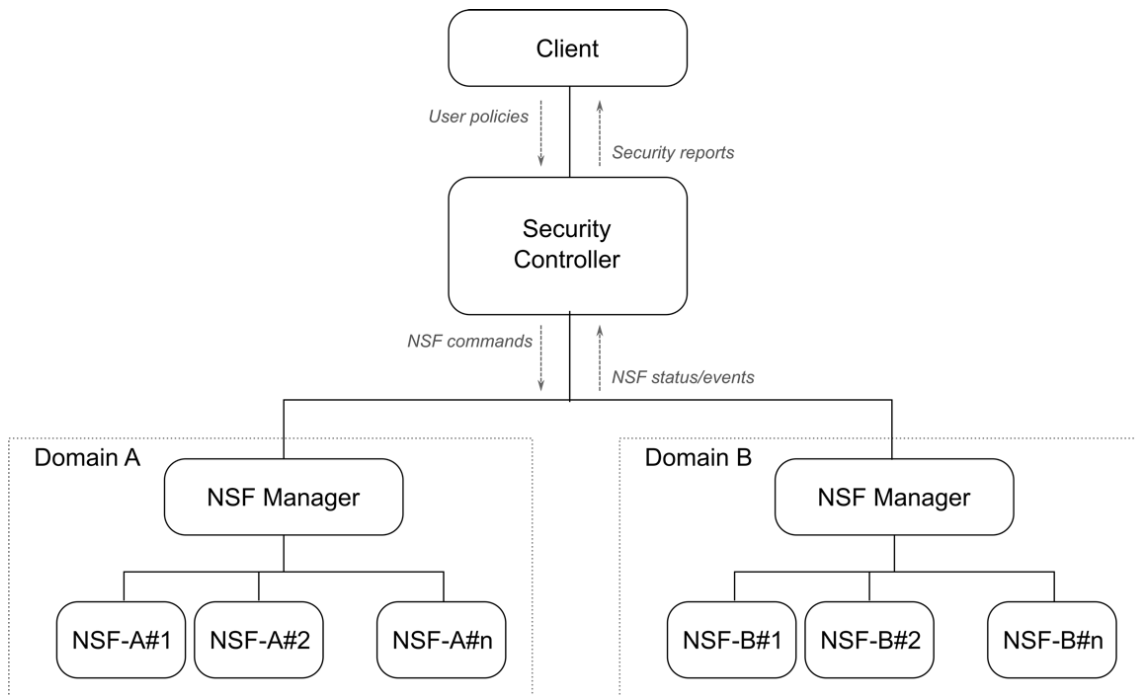 Client
User policies
Security reports
Security
Controller
NSF commands
NSF status/events
Domain A
Domain B
NSF Manager
NSF Manager
NSF-A#1
NSF-A#2
NSF-A#n
NSF-B#1
NSF-B#2
NSF-B#n